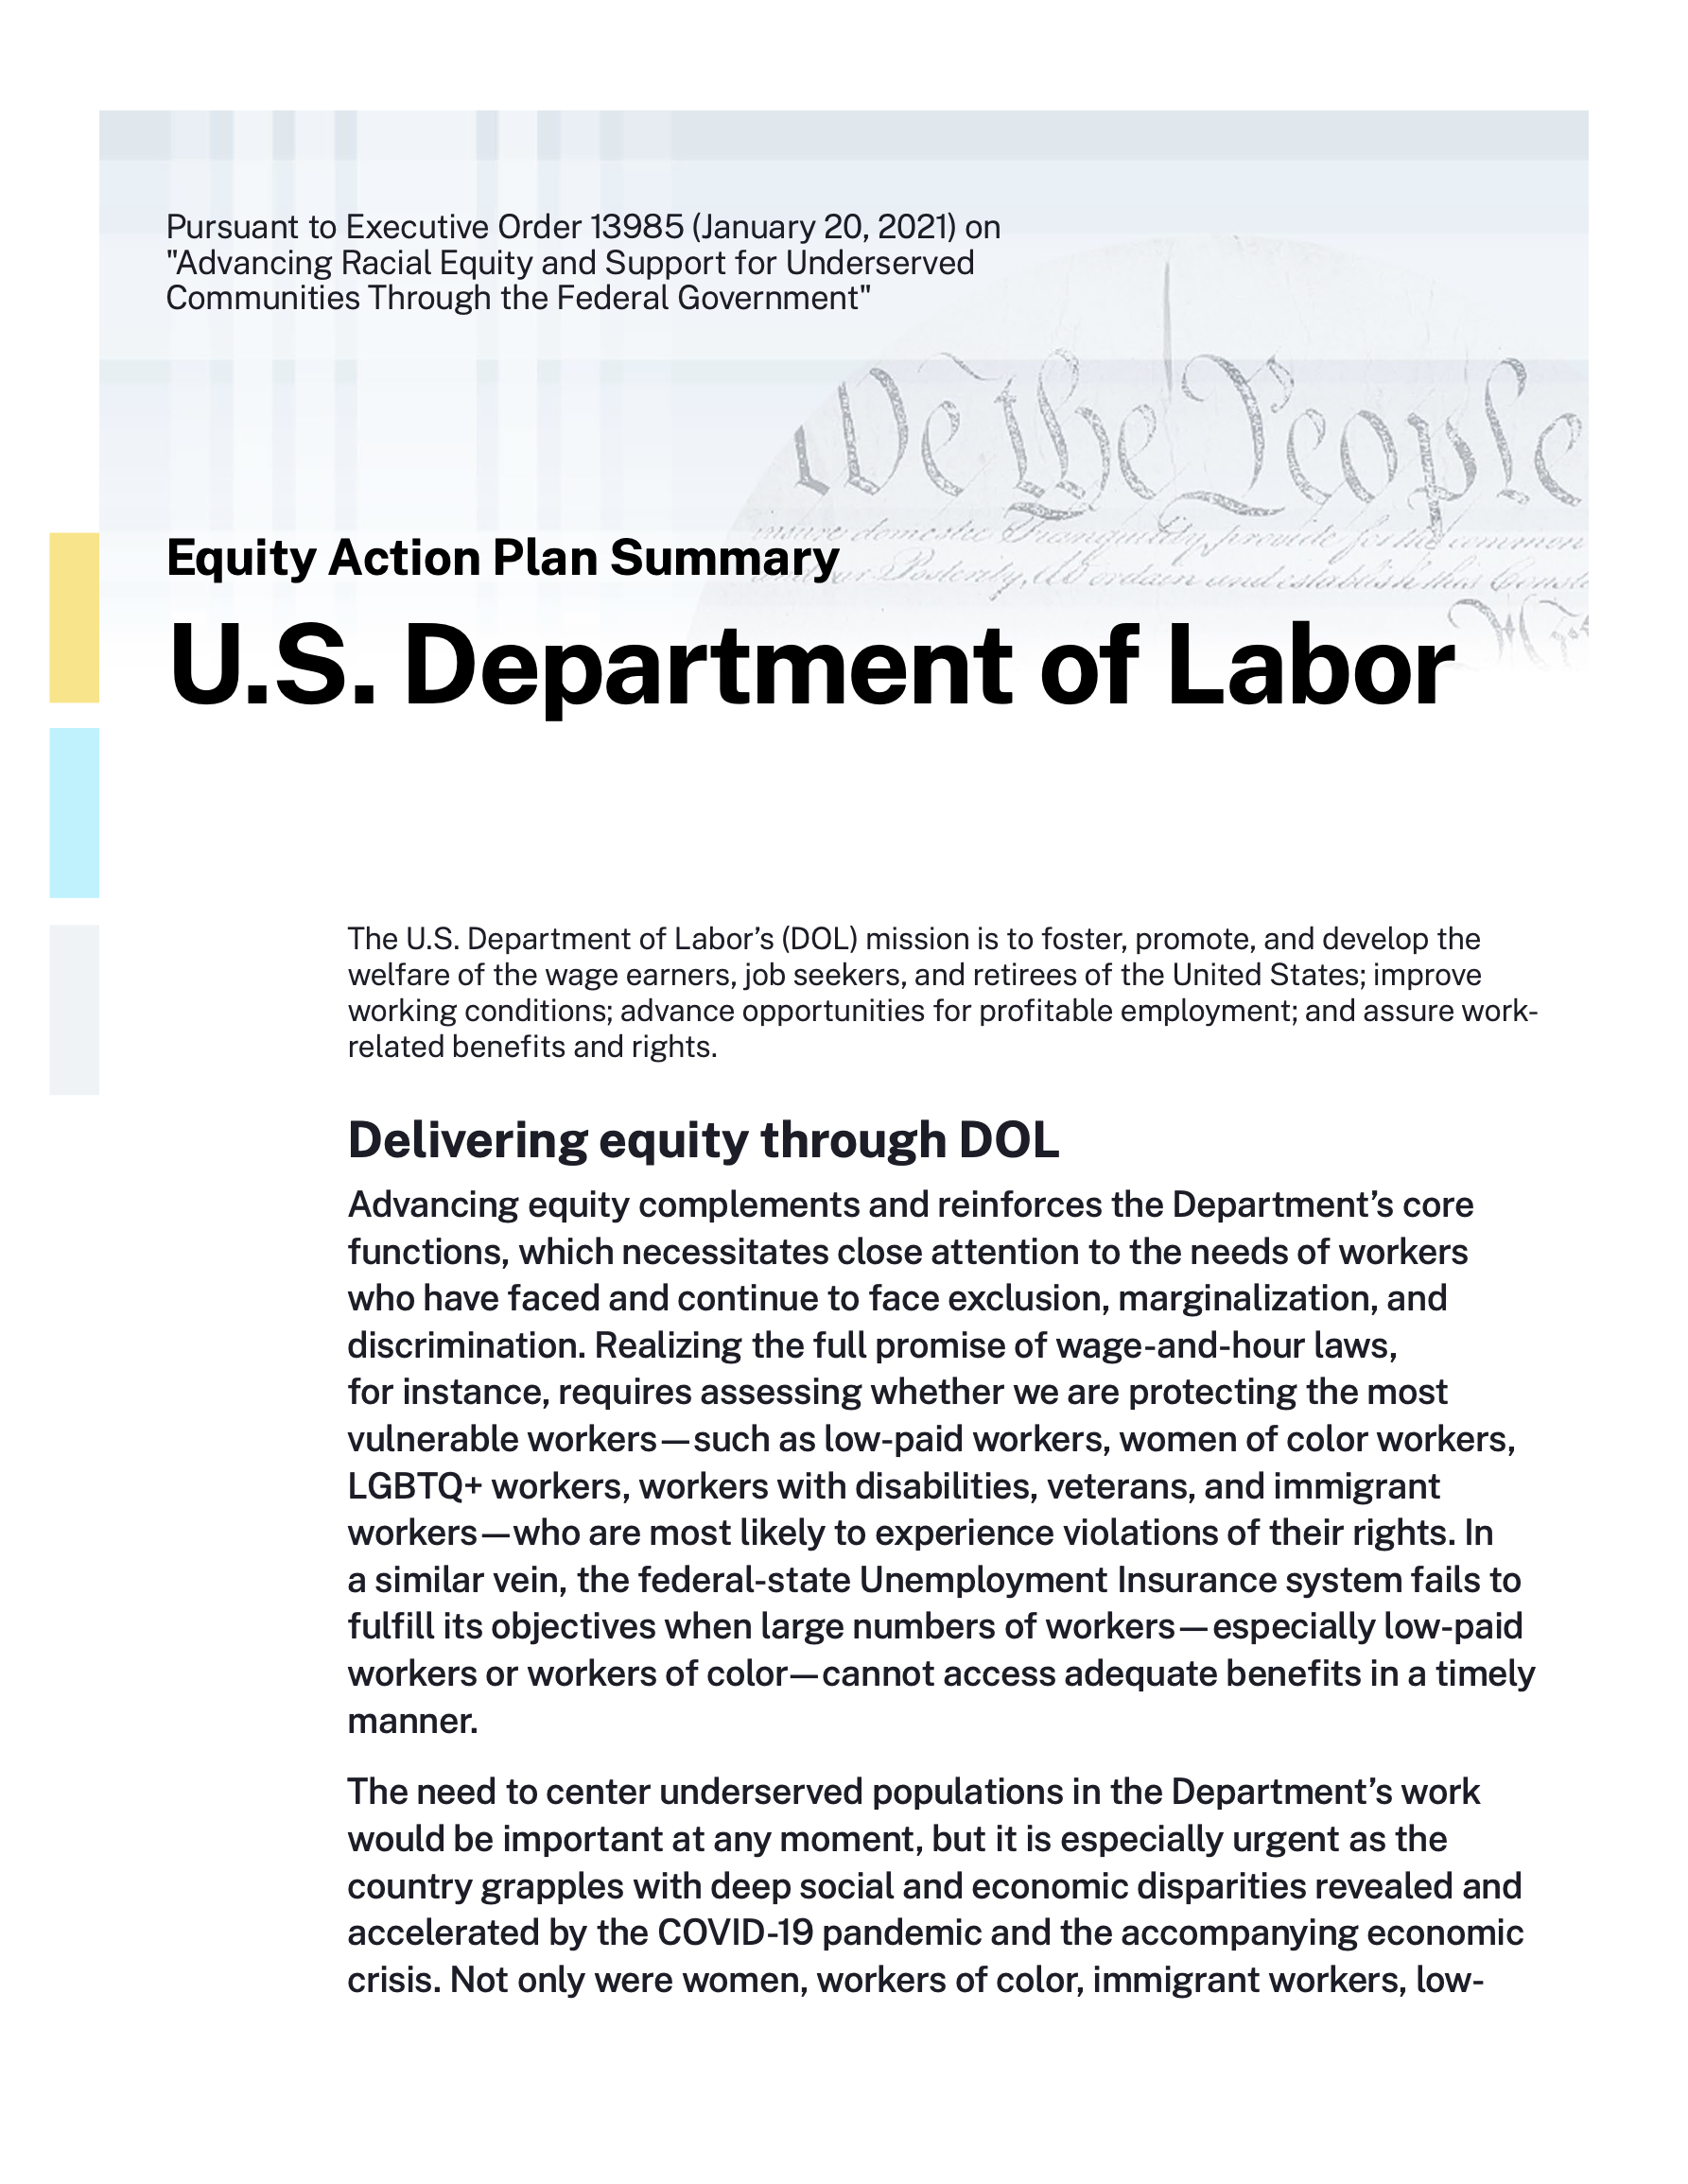 Pursuant to Executive Order 13985 (January 20, 2021) on
"Advancing Racial Equity and Support for Underserved
Communities Through the Federal Government"
We the People
insure domestic Tranquility, provide for the common
and our Posterity, do ordain and establish this
Equity Action Plan Summary
U.S. Department of Labor
The U.S. Department of Labor’s (DOL) mission is to foster, promote, and develop the
welfare of the wage earners, job seekers, and retirees of the United States; improve
working conditions; advance opportunities for profitable employment; and assure work-
related benefits and rights.
Delivering equity through DOL
Advancing equity complements and reinforces the Department’s core
functions, which necessitates close attention to the needs of workers
who have faced and continue to face exclusion, marginalization, and
discrimination. Realizing the full promise of wage-and-hour laws,
for instance, requires assessing whether we are protecting the most
vulnerable workers—such as low-paid workers, women of color workers,
LGBTQ+ workers, workers with disabilities, veterans, and immigrant
workers—who are most likely to experience violations of their rights. In
a similar vein, the federal-state Unemployment Insurance system fails to
fulfill its objectives when large numbers of workers—especially low-paid
workers or workers of color—cannot access adequate benefits in a timely
manner.
The need to center underserved populations in the Department’s work
would be important at any moment, but it is especially urgent as the
country grapples with deep social and economic disparities revealed and
accelerated by the COVID-19 pandemic and the accompanying economic
crisis. Not only were women, workers of color, immigrant workers, low-